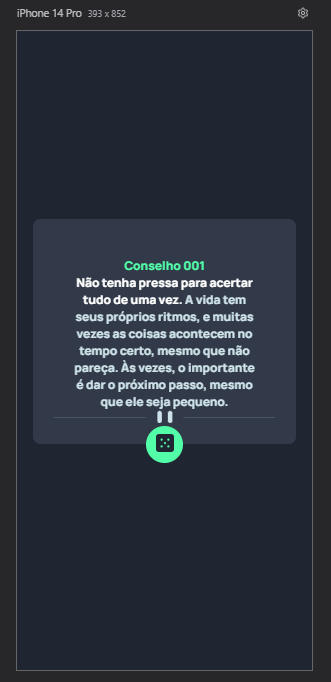 iPhone 14 Pro 393 x 852
Conselho 001
Não tenha pressa para acertar
tudo de uma vez. A vida tem
seus próprios ritmos, e muitas
vezes as coisas acontecem no
tempo certo, mesmo que não
pareça. Às vezes, o importante
é dar o próximo passo, mesmo
que ele seja pequeno.